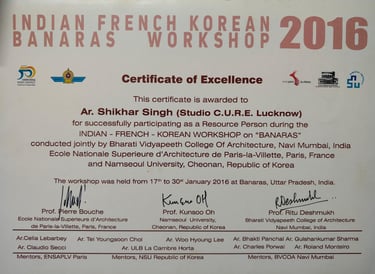 INDIAN FRENCH KOREAN
BANARAS WORKSHOP 2016
Certificate of Excellence
This certificate is awarded to
Ar. Shikhar Singh (Studio C.U.R.E. Lucknow)
for successfully participating as a Resource Person during the
INDIAN - FRENCH - KOREAN WORKSHOP on "BANARAS"
conducted jointly by Bharati Vidyapeeth College Of Architecture, Navi Mumbai, India
Ecole Nationale Superieure d'Architecture de Paris-la-Villette, Paris, France
and Namseoul University, Cheonan, Republic of Korea
The workshop was held from 17th to 30th January 2016 at Banaras, Uttar Pradesh, India.
Kunsoo Oh
RDeshmukh
Prof. Pierre Bouche
Ecole Nationale Superieure d'Architecture
de Paris-la-Villette, Paris, France
Prof. Kunsoo Oh
Namseoul University,
Cheonan, Republic of Korea
Prof. Ritu Deshmukh
Bharati Vidyapeeth College of Architecture
Navi Mumbai, India
Ar.Celia Lebarbey
Ar. Claudio Secci
Ar. Tei Youngsoon Choi
Ar. Woo Hyoung Lee
Ar. ULB La Cambre Horta
Ar. Bhakti Panchal
Ar. Gulshankumar Sharma
Ar. Charles Perwal
Ar. Roland Monteiro
Mentors, ENSAPLV Paris
Mentors, NSU Republic of Korea
Mentors, BVCOA Navi Mumbai